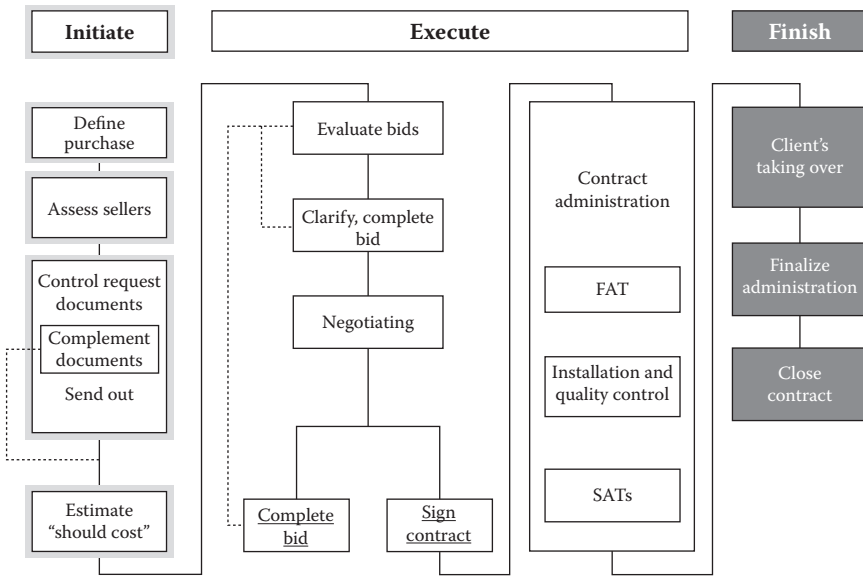 Initiate
Execute
Finish
Define
purchase
Assess sellers
Control request
documents
Complement
documents
Send out
Estimate
“should cost”
Evaluate bids
Clarify, complete
bid
Negotiating
Complete
bid
Sign
contract
Contract
administration
FAT
Installation and
quality control
SATs
Client’s
taking over
Finalize
administration
Close
contract